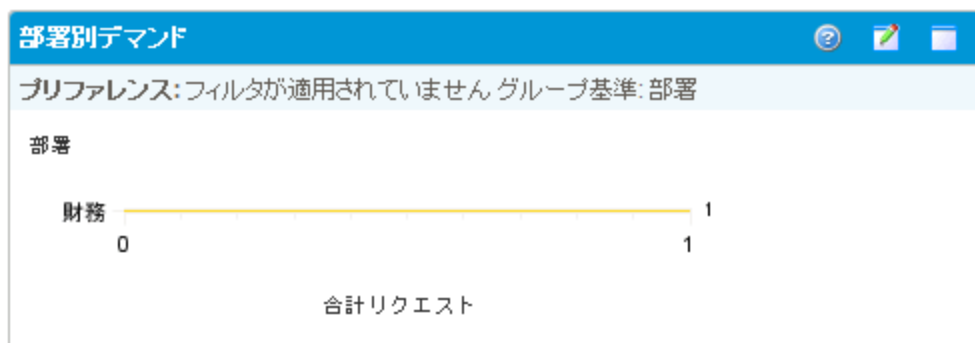 部署別デマンド
プリファレンス: フィルタが適用されていません グループ基準: 部署
部署
財務 1
0 1
合計リクエスト